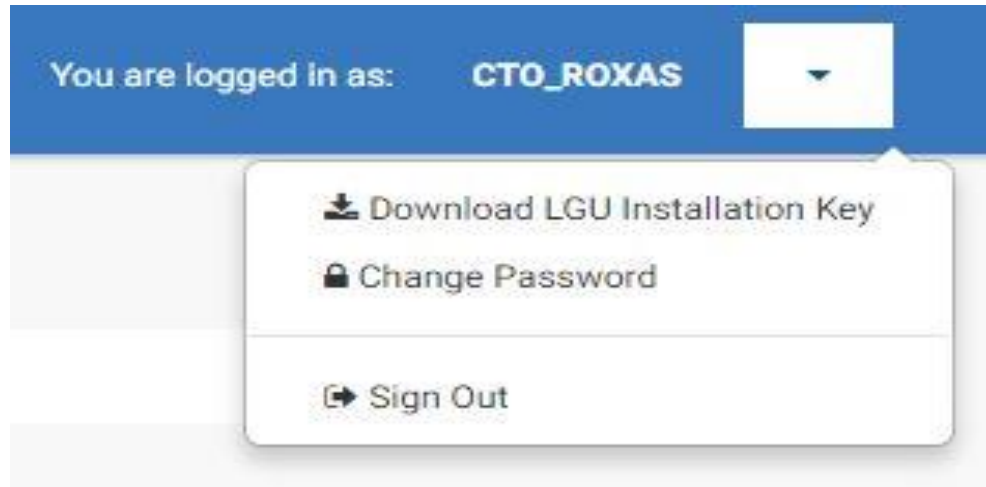 You are logged in as: CTO_ROXAS
Download LGU Installation Key
Change Password
Sign Out